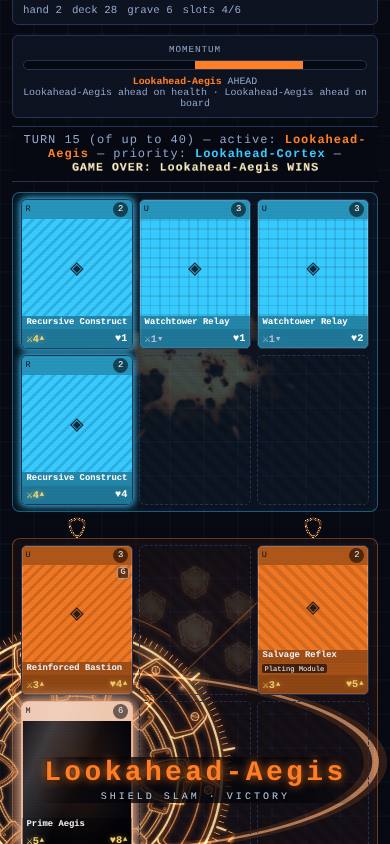 hand 2 deck 28 grave 6 slots 4/6
MOMENTUM
Lookahead-Aegis AHEAD
Lookahead-Aegis ahead on health · Lookahead-Aegis ahead on
board
TURN 15 (of up to 40) — active: Lookahead-
Aegis — priority: Lookahead-Cortex —
GAME OVER: Lookahead-Aegis WINS
R 2
U 3
U 3
Recursive Construct
Watchtower Relay
Watchtower Relay
⚔4▲ ♥1
⚔1▼ ♥1
⚔1▼ ♥2
R 2
Recursive Construct
⚔4▲ ♥4
U 3
G
U 2
Reinforced Bastion
Salvage Reflex
Plating Module
⚔3▲ ♥4▲
⚔3▲ ♥5▲
M 6
Lookahead-Aegis
SHIELD SLAM · VICTORY
Prime Aegis
⚔5▲ ♥8▲